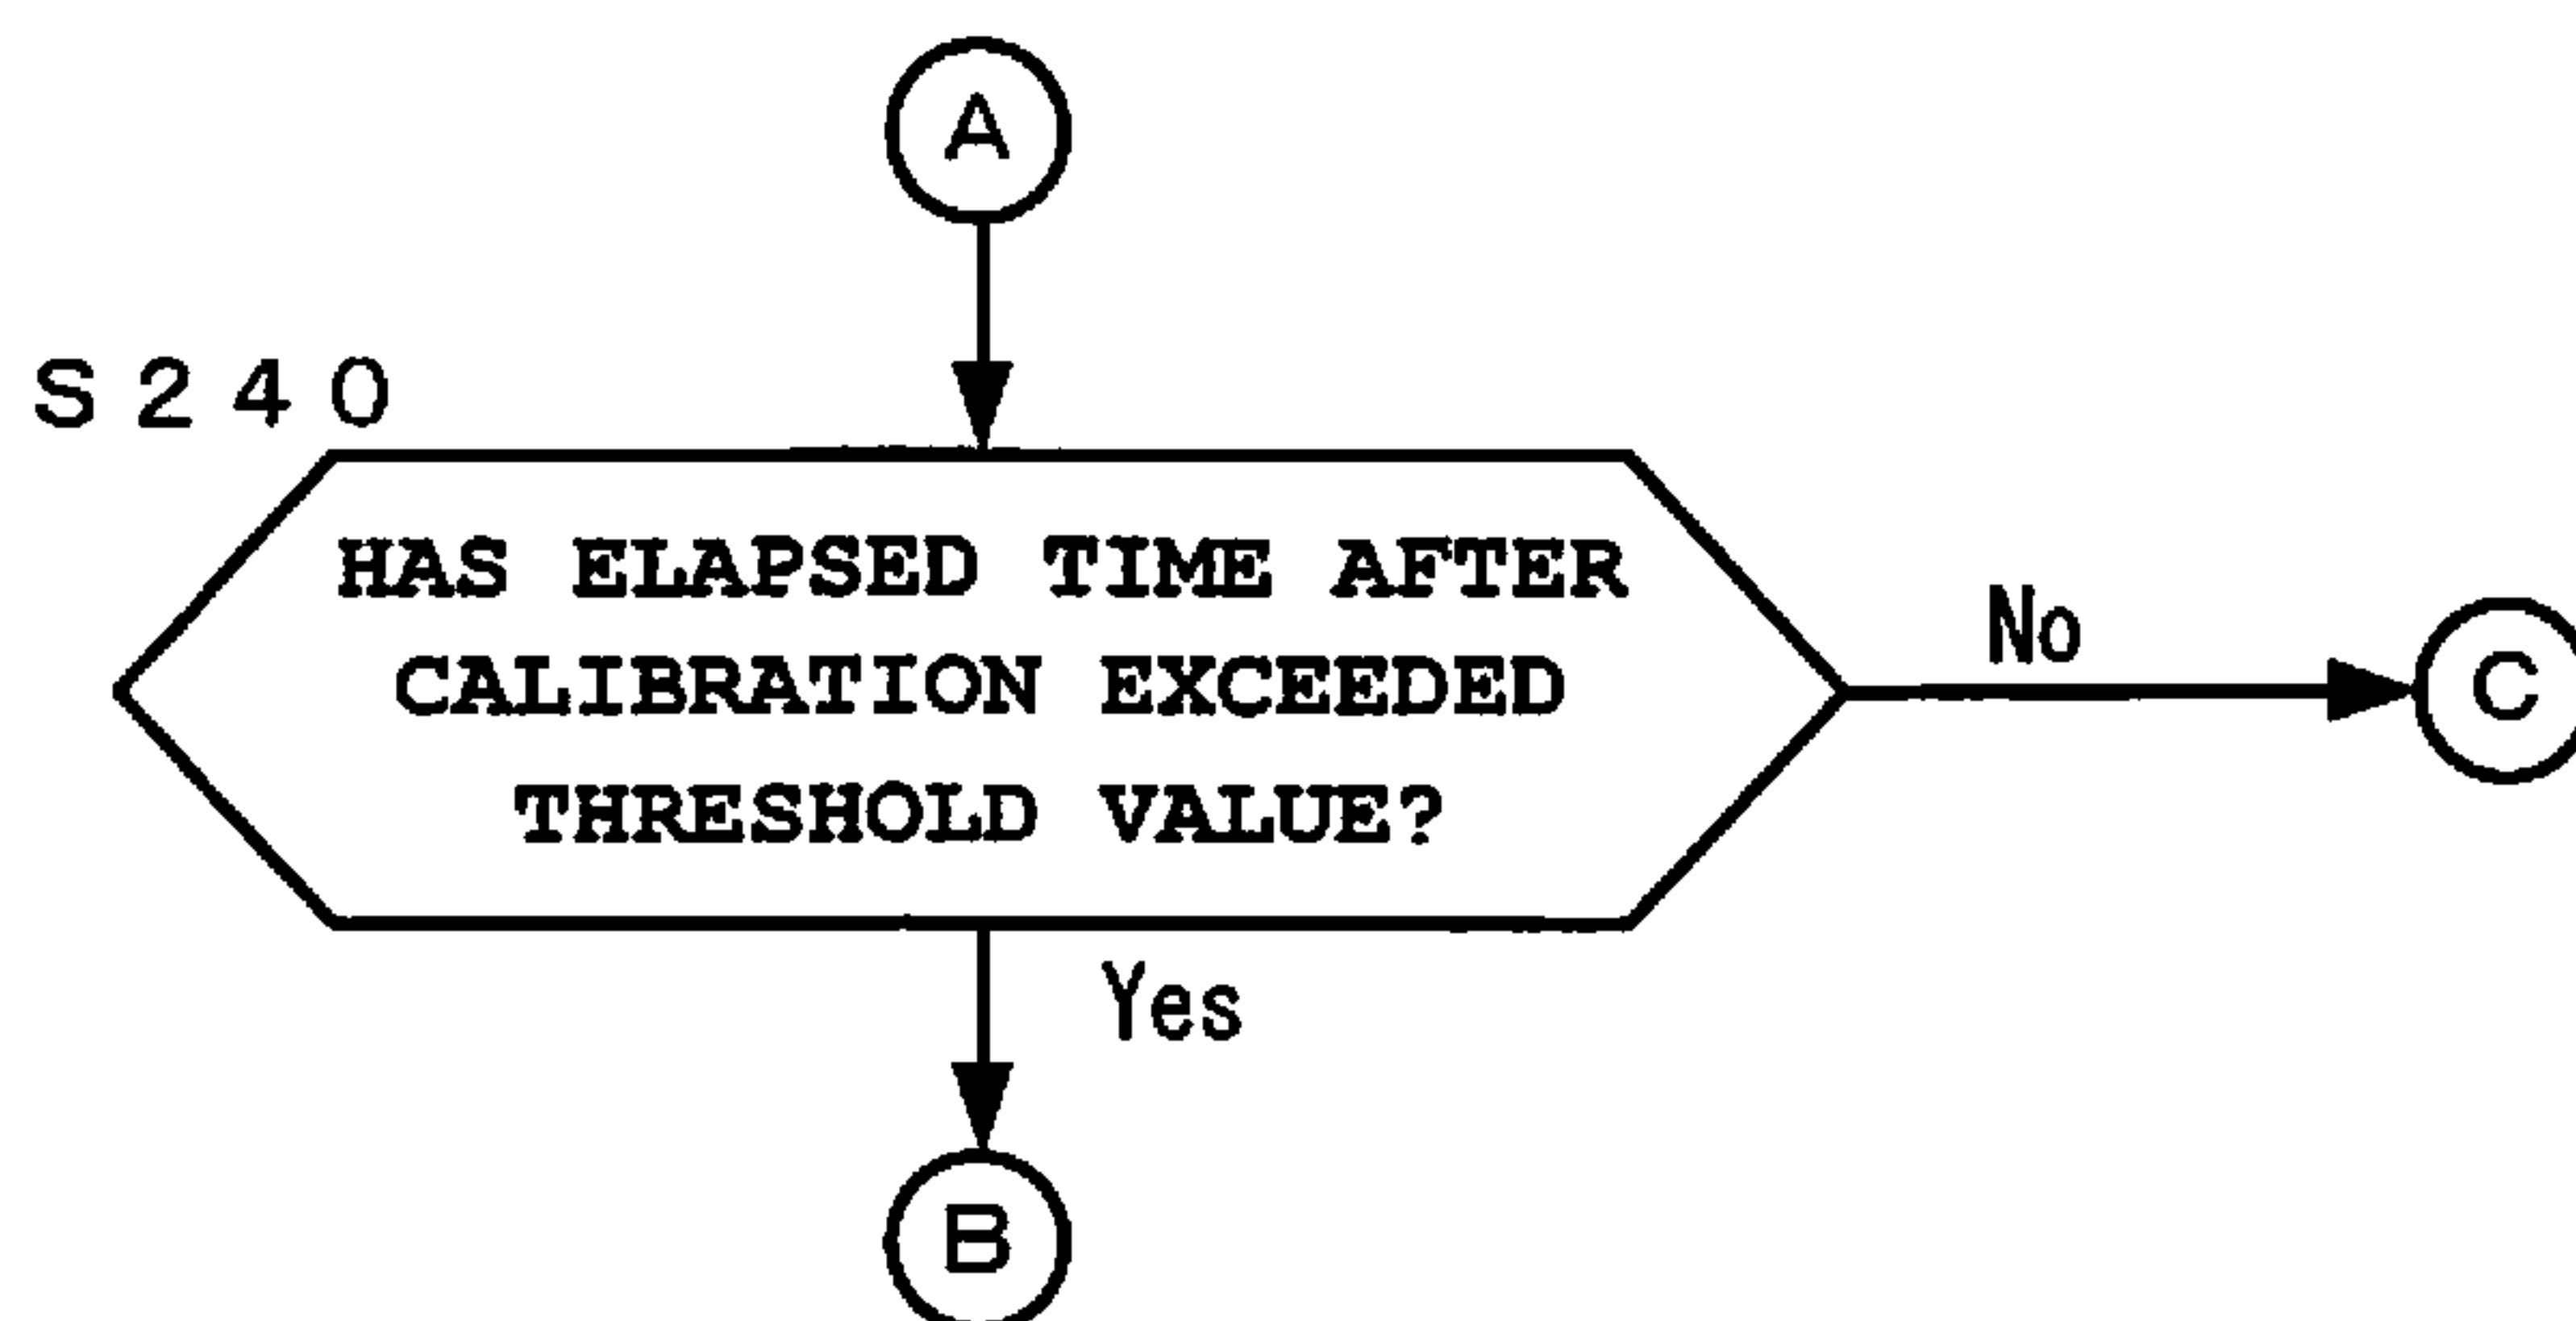 A
S240
HAS ELAPSED TIME AFTER
CALIBRATION EXCEEDED
THRESHOLD VALUE?
No
C
Yes
B